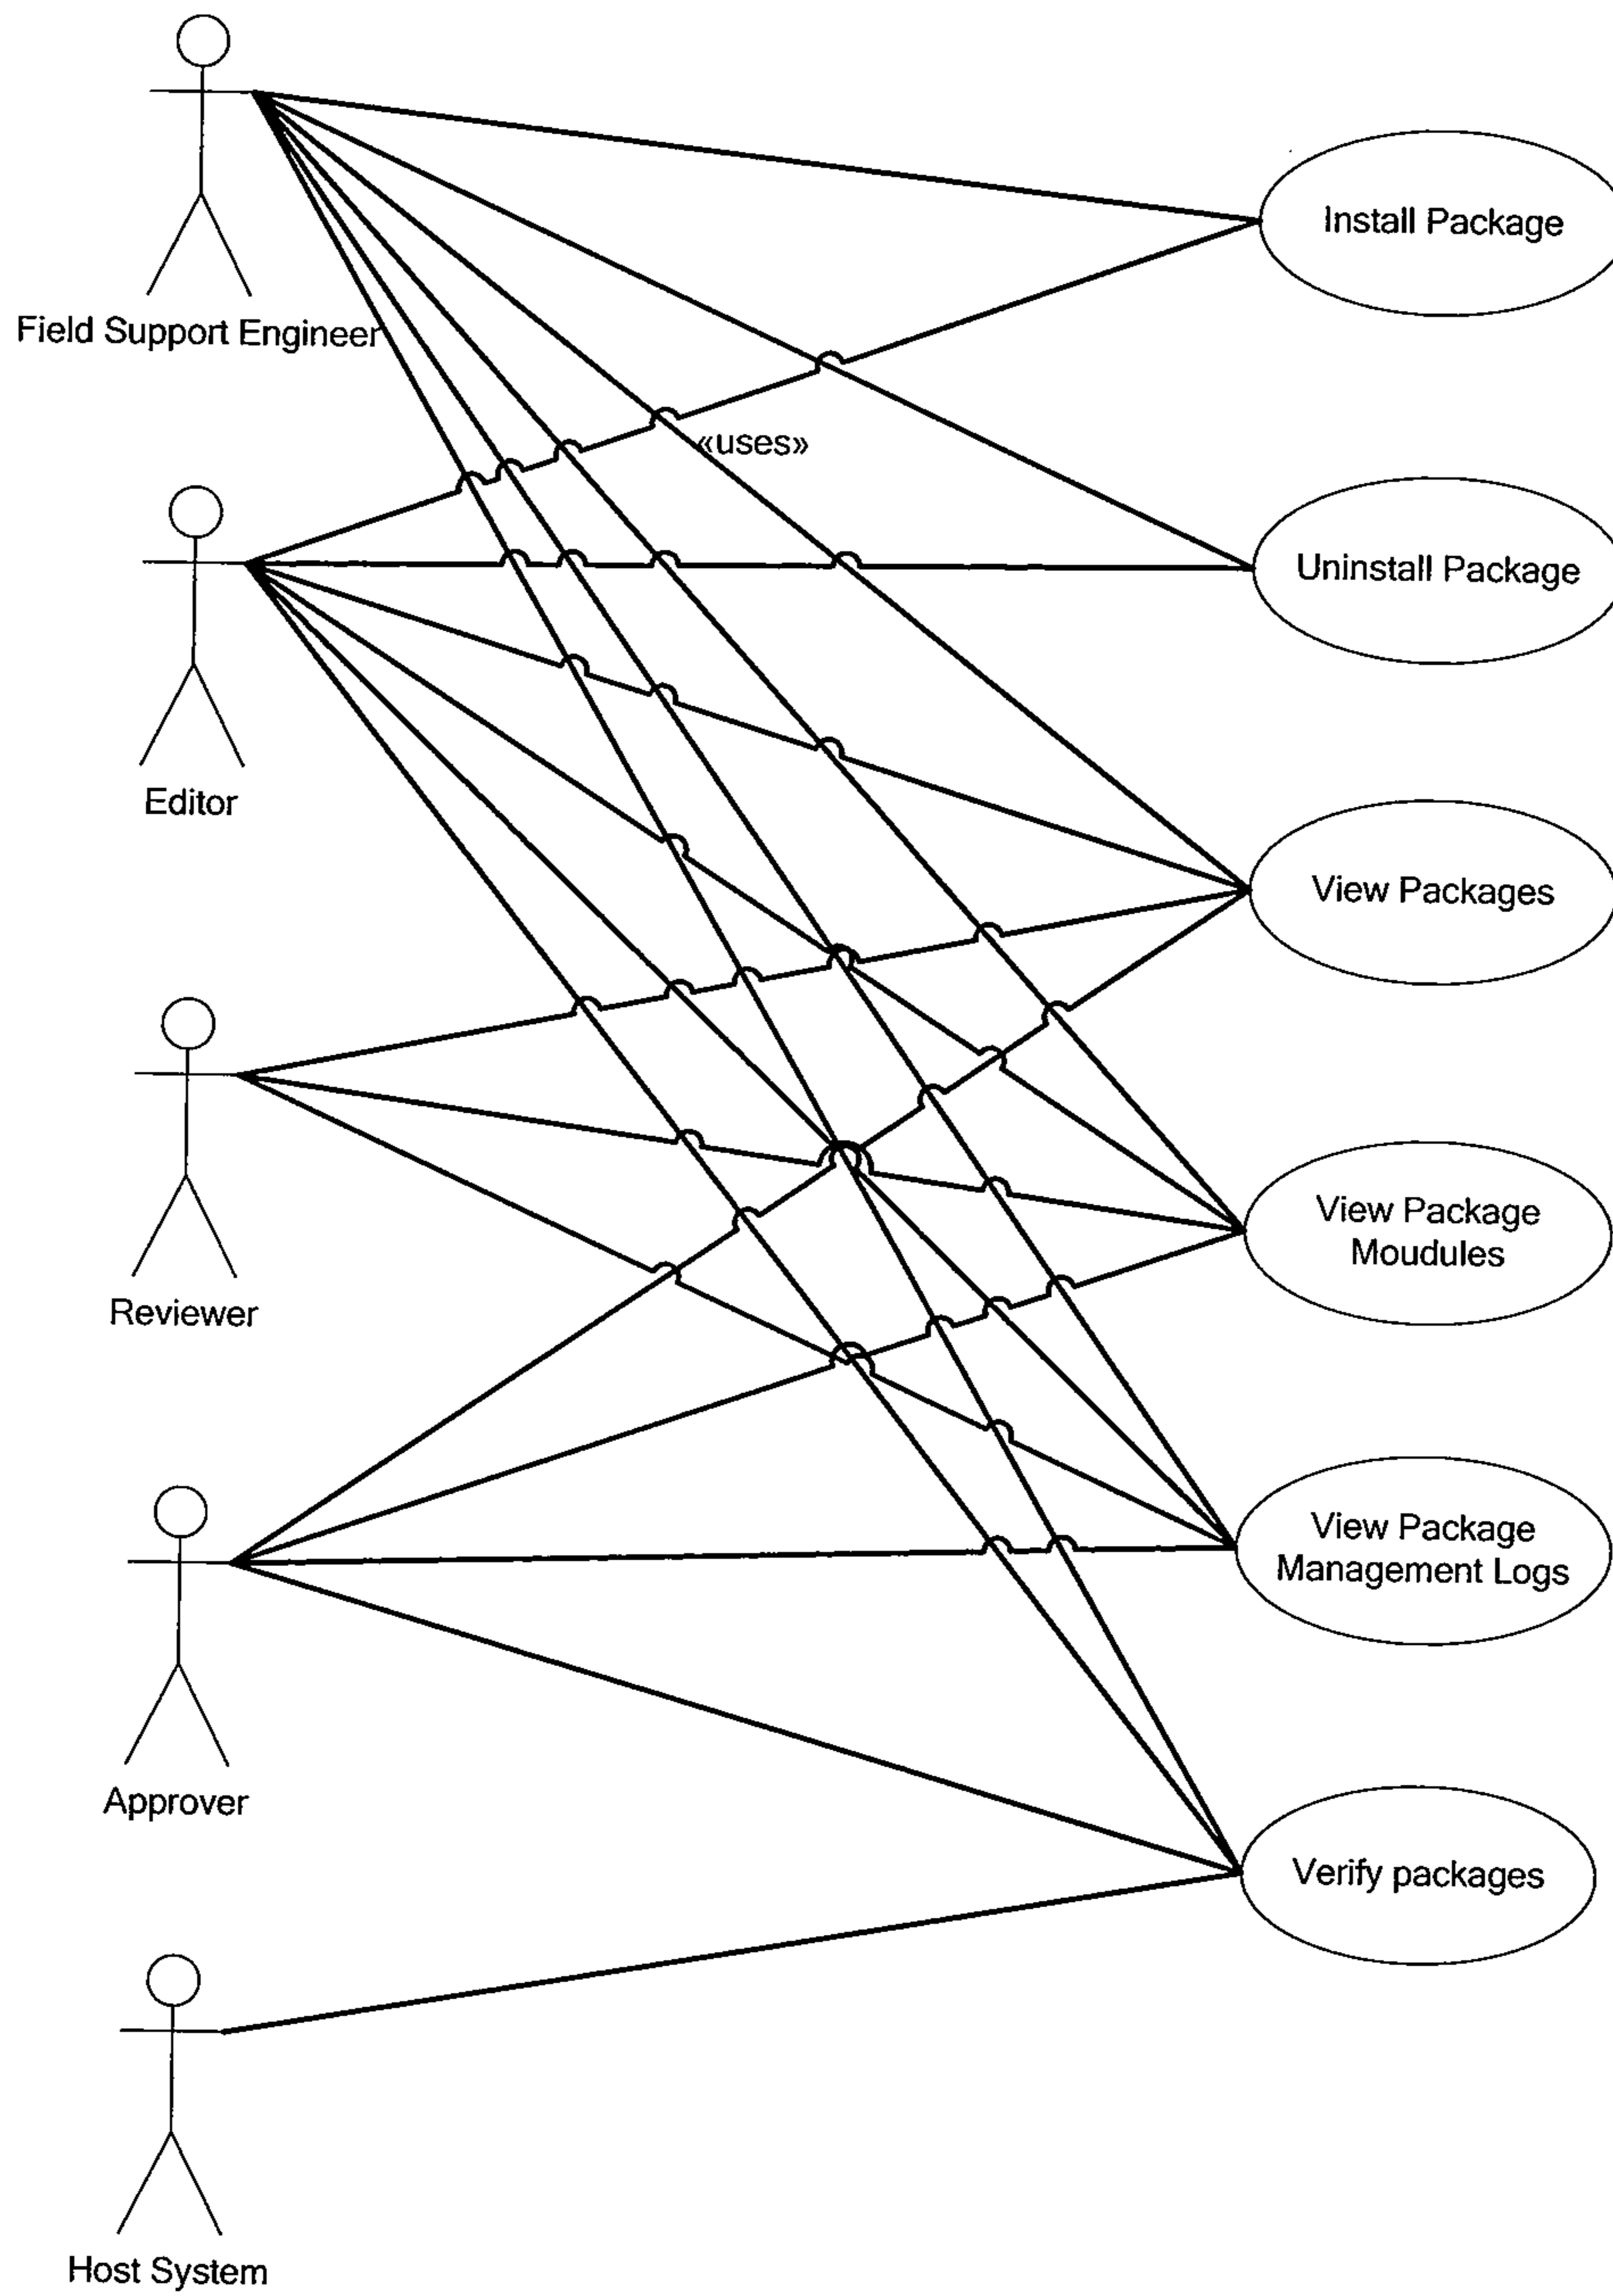 Install Package
Field Support Engineer
«uses»
Uninstall Package
Editor
View Packages
View Package
Moudules
Reviewer
View Package
Management Logs
Approver
Verify packages
Host System